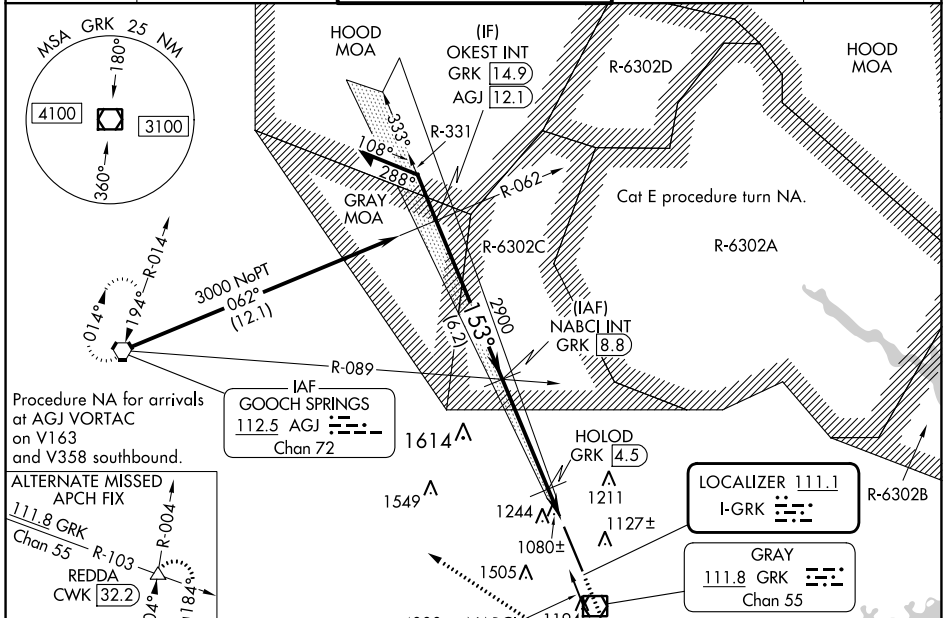 MSA GRK 25 NM
180°
4100
3100
360°
HOOD
MOA
(IF)
OKEST INT
GRK 14.9
AGJ 12.1
R-6302D
HOOD
MOA
333°
R-331
108°
288°
R-062
GRAY
MOA
Cat E procedure turn NA.
R-6302C
R-6302A
R-014
194°
014°
3000 NoPT
062°
(12.1)
153°
2900
(6.2)
(IAF)
NABCI INT
GRK 8.8
R-089
Procedure NA for arrivals
at AGJ VORTAC
on V163
and V358 southbound.
IAF
GOOCH SPRINGS
112.5 AGJ
Chan 72
1614
HOLOD
GRK 4.5
1549
1211
1244
1127±
1080±
1505
LOCALIZER 111.1
I-GRK
R-6302B
ALTERNATE MISSED
APCH FIX
111.8 GRK
Chan 55
R-103
R-004
REDDA
CWK 32.2
184°
GRAY
111.8 GRK
Chan 55